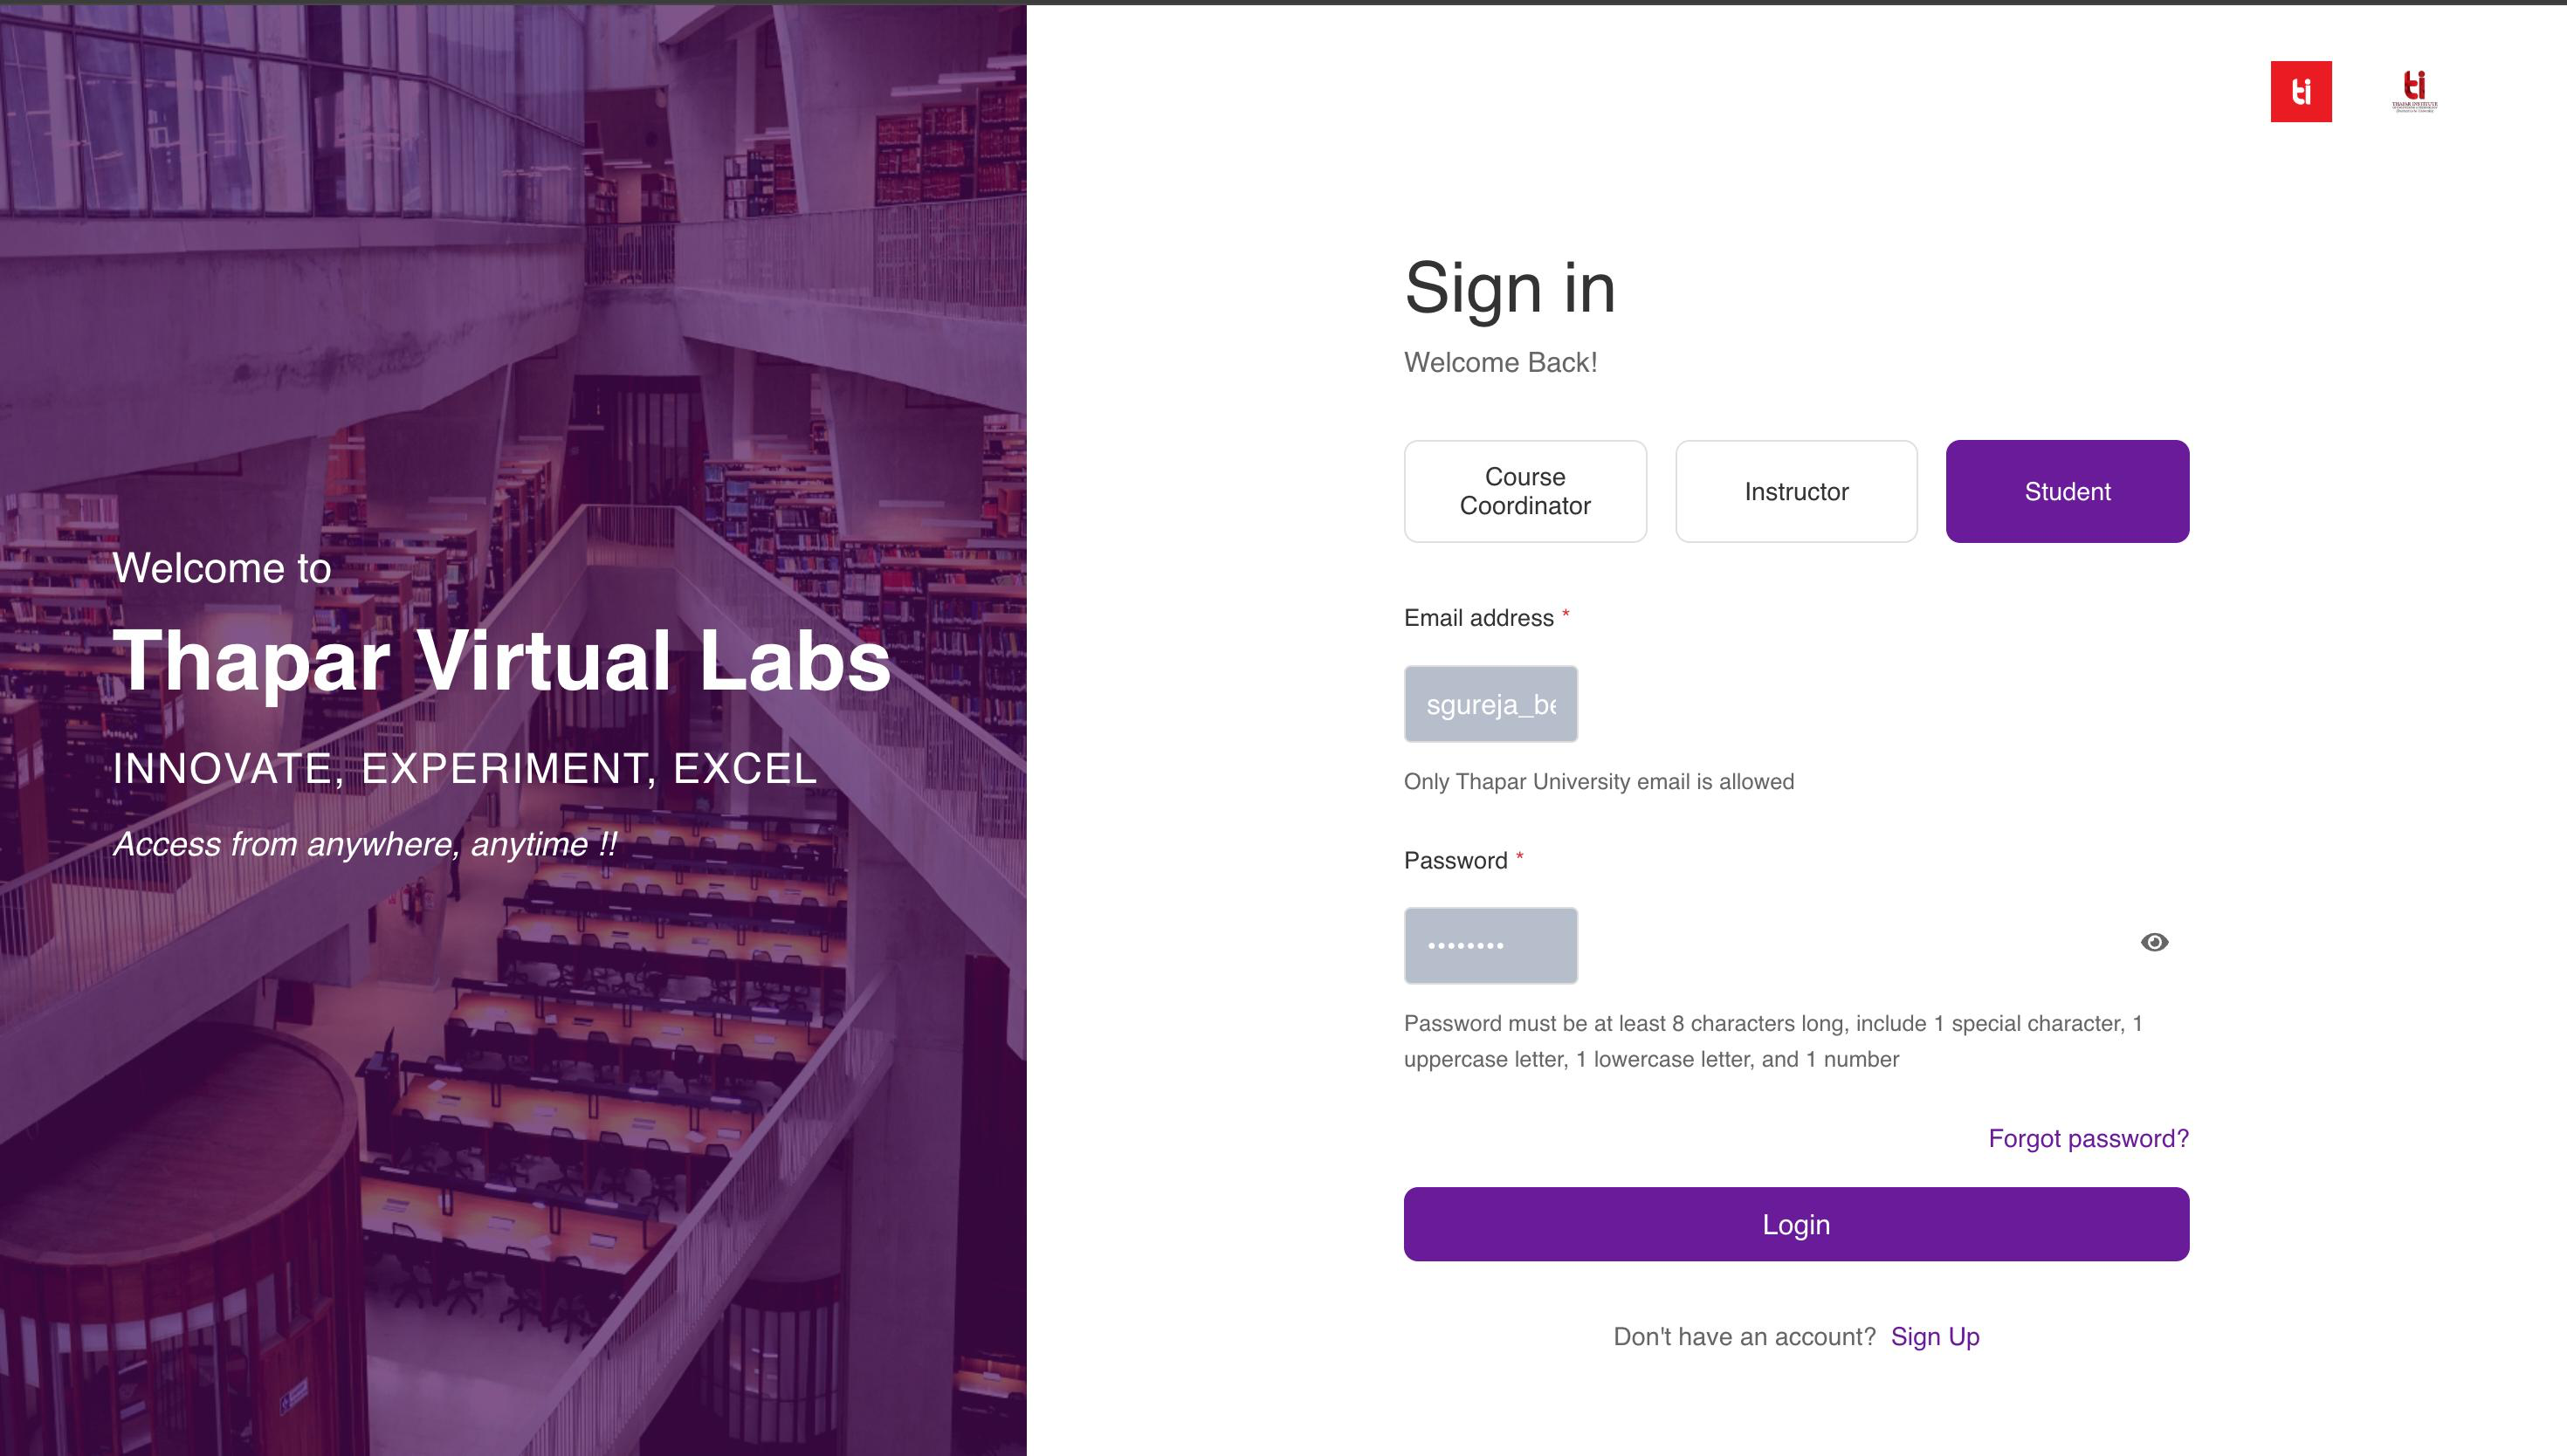 ti
ti
THAPAR INSTITUTE
Sign in
Welcome Back!
Course
Coordinator
Instructor
Student
Email address *
sgureja_be
Only Thapar University email is allowed
Password *
••••••••
Password must be at least 8 characters long, include 1 special character, 1
uppercase letter, 1 lowercase letter, and 1 number
Forgot password?
Login
Don't have an account? Sign Up
Welcome to
Thapar Virtual Labs
INNOVATE, EXPERIMENT, EXCEL
Access from anywhere, anytime !!